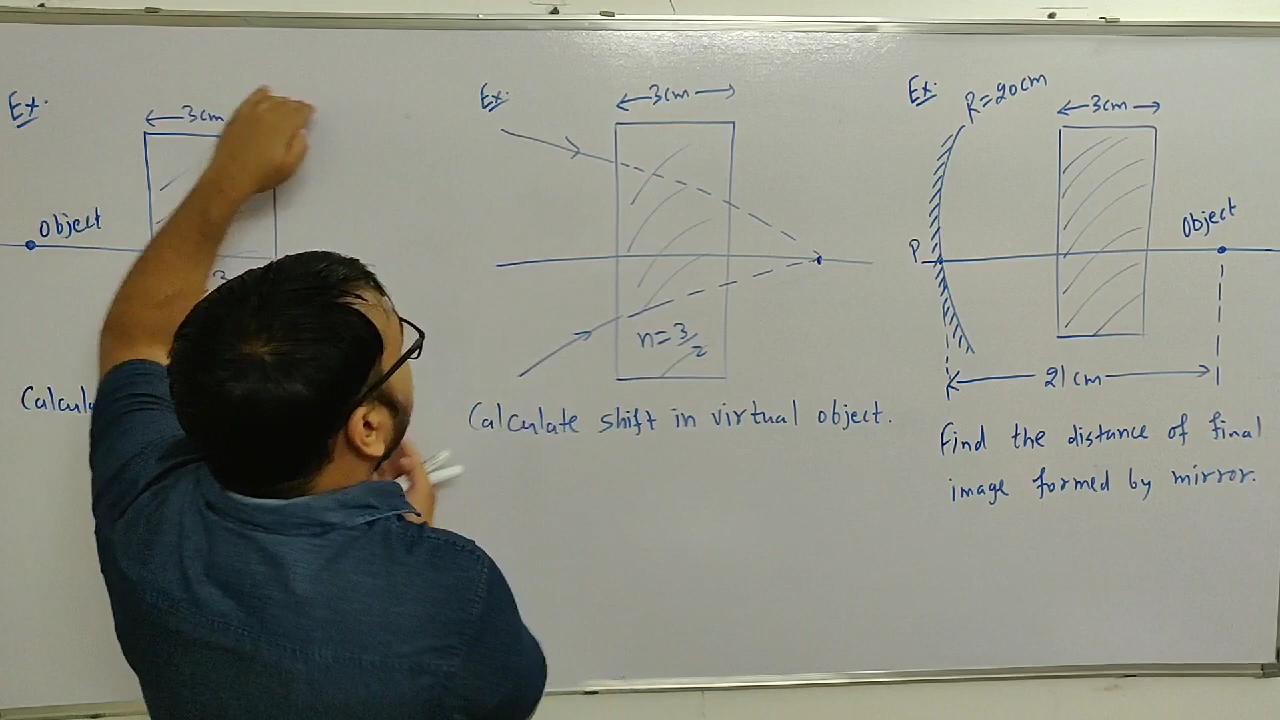 Ex:
3cm
Object
Calcula
Ex:
3cm
n=3/2
Calculate shift in virtual object.
Ex:
R=20cm
3cm
Object
P
21cm
Find the distance of final
image formed by mirror.